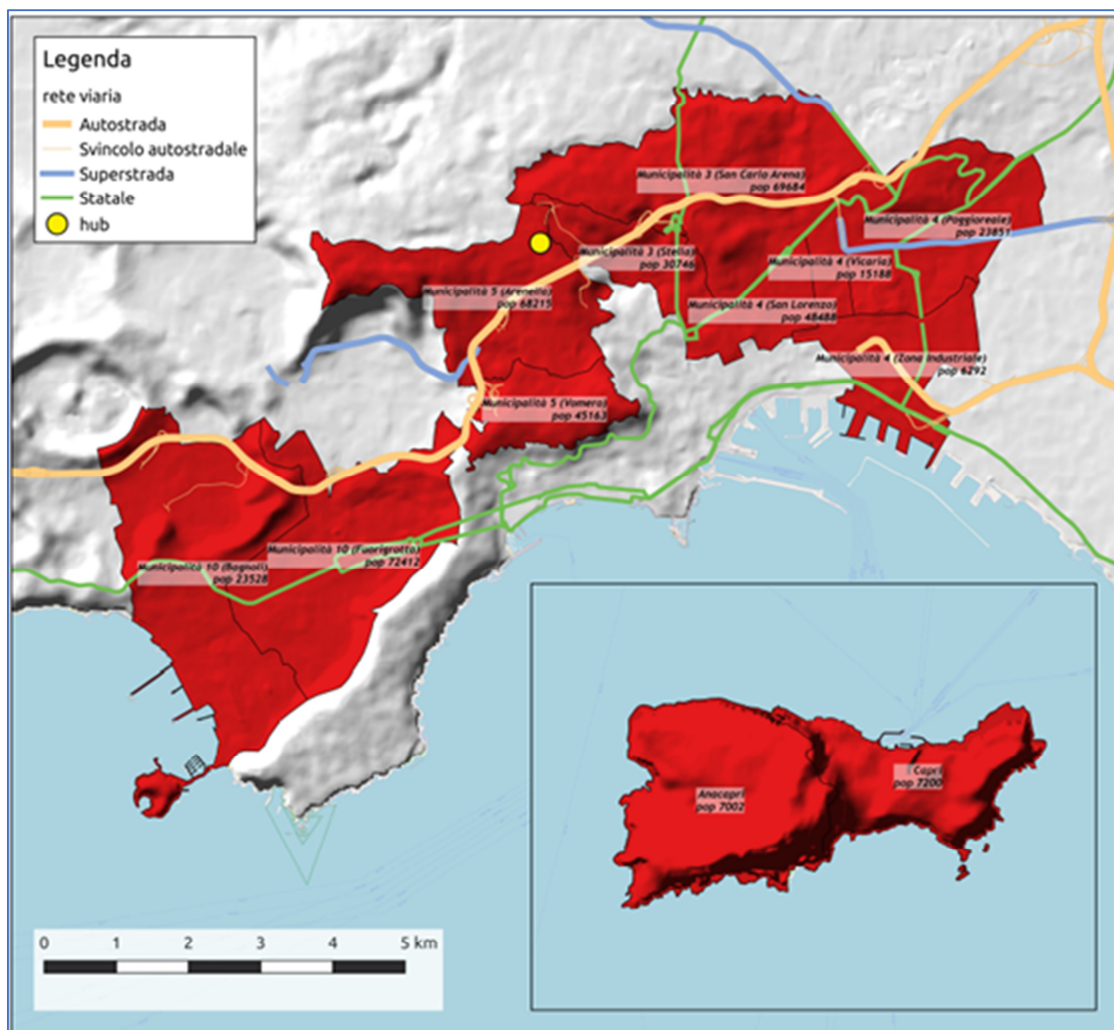 Legenda
rete viaria
Autostrada
Svincolo autostradale
Superstrada
Statale
hub
Municipalità 3 (San Carlo Arena)
pop 69684
Municipalità 4 (Poggioreale)
pop 23851
Municipalità 3 (Stella)
pop 30746
Municipalità 4 (Vicaria)
pop 15188
Municipalità 5 (Arenella)
pop 68215
Municipalità 4 (San Lorenzo)
pop 48488
Municipalità 4 (Zona Industriale)
pop 6292
Municipalità 5 (Vomero)
pop 45163
Municipalità 10 (Fuorigrotta)
pop 72412
Municipalità 10 (Bagnoli)
pop 23528
Capri
pop 7200
Anacapri
pop 7002
0 1 2 3 4 5 km